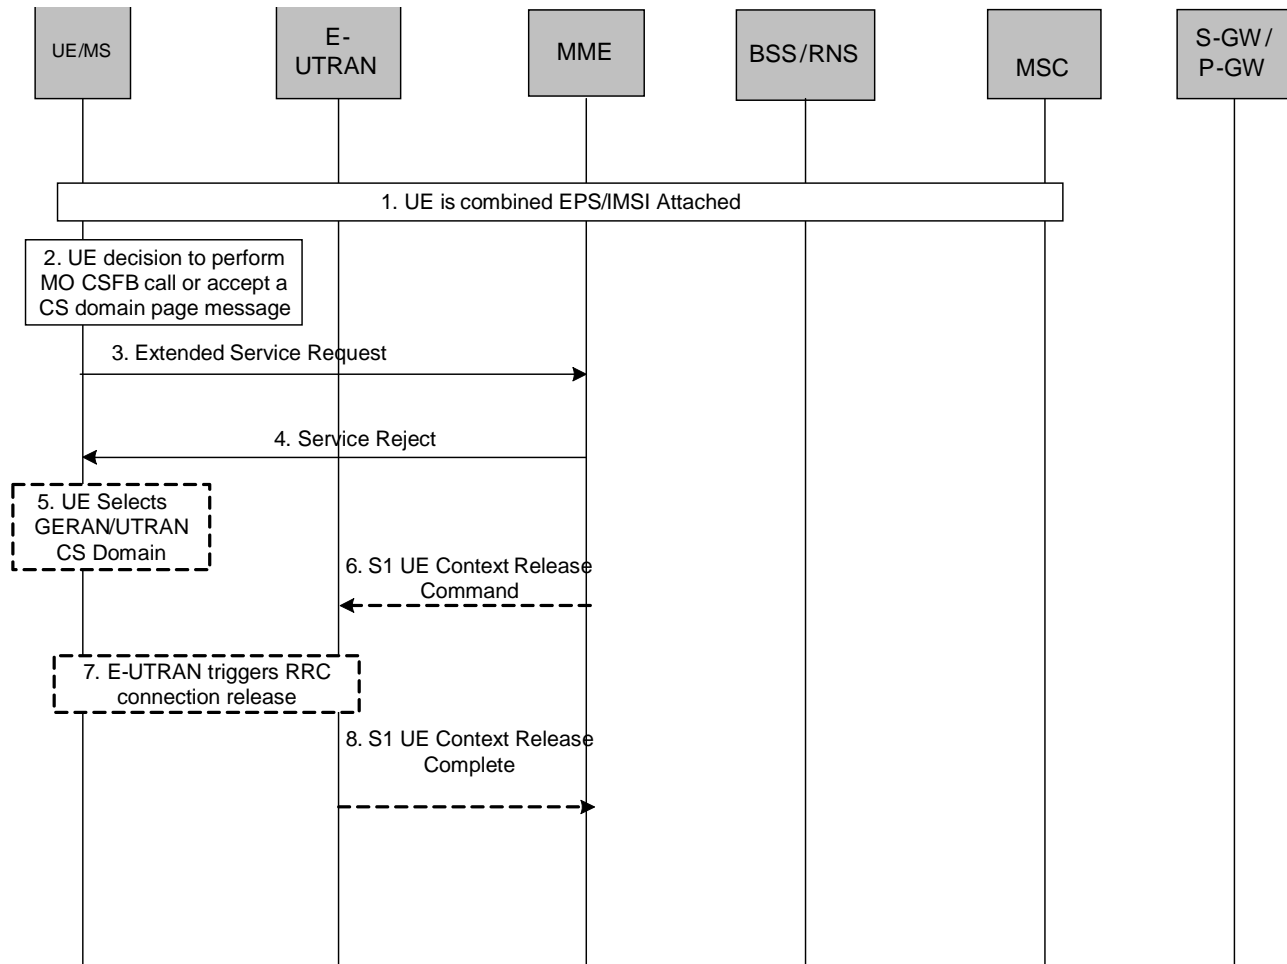 UE/MS
E-
UTRAN
MME
BSS/RNS
MSC
S-GW/
P-GW
1. UE is combined EPS/IMSI Attached
2. UE decision to perform
MO CSFB call or accept a
CS domain page message
3. Extended Service Request
4. Service Reject
5. UE Selects
GERAN/UTRAN
CS Domain
6. S1 UE Context Release
Command
7. E-UTRAN triggers RRC
connection release
8. S1 UE Context Release
Complete